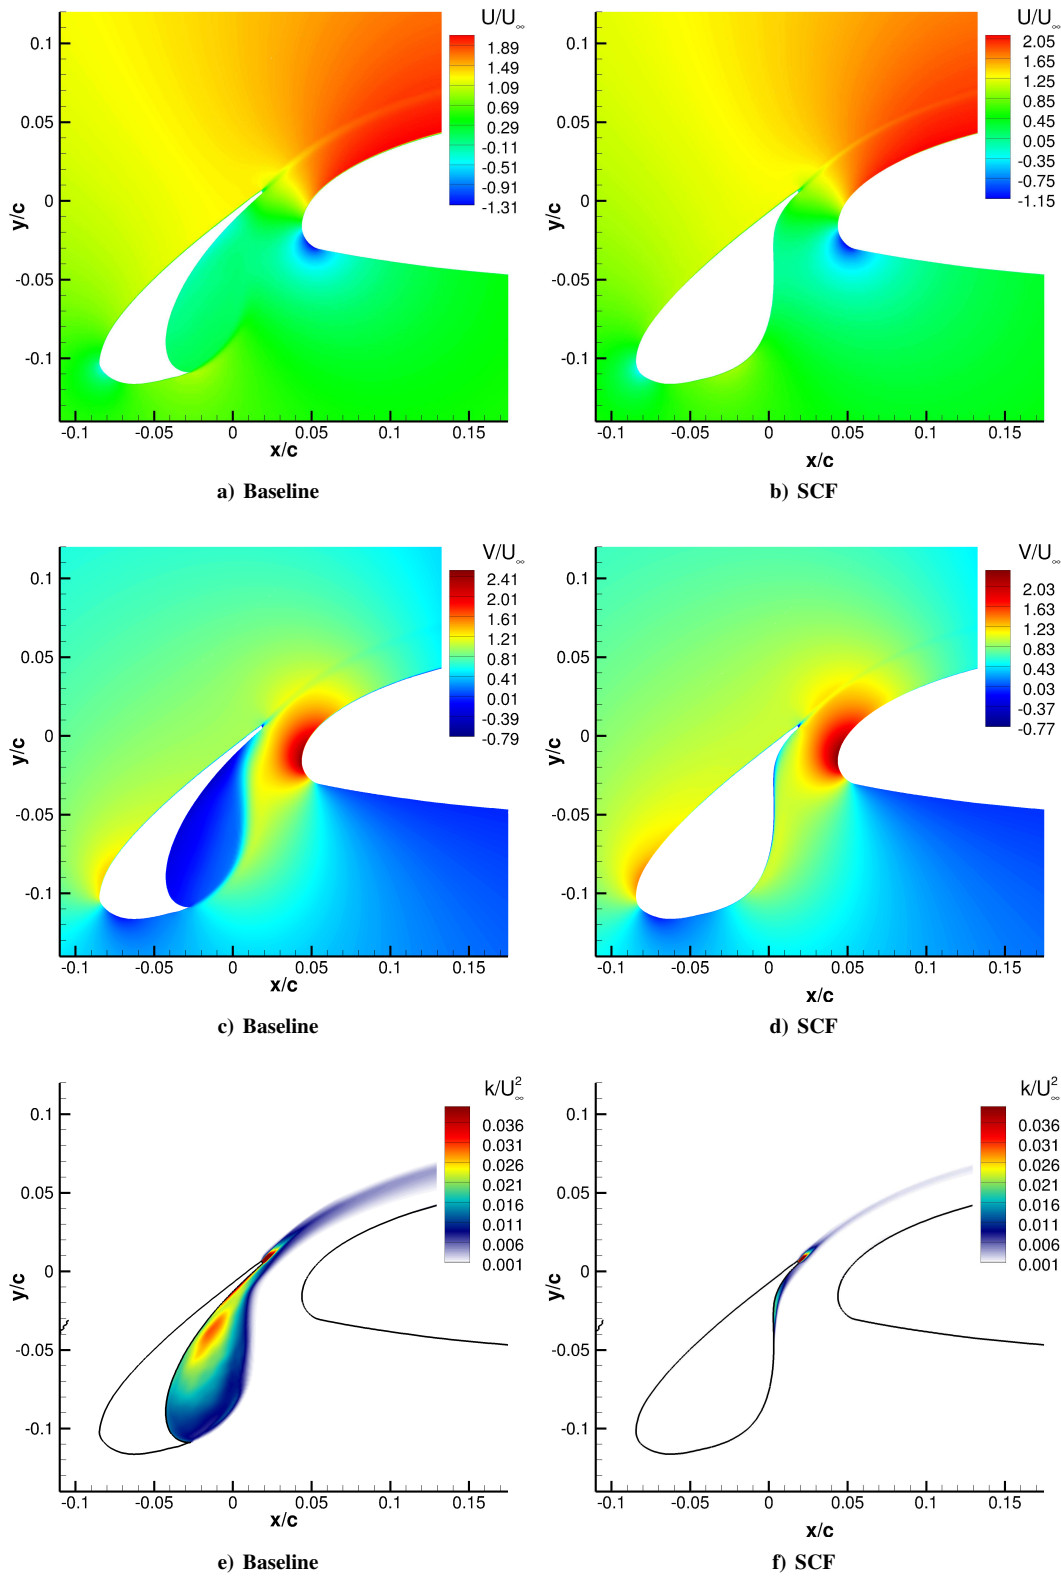 U/U∞
1.89
1.49
1.09
0.69
0.29
-0.11
-0.51
-0.91
-1.31
0.1
0.05
0
-0.05
-0.1
y/c
-0.1 -0.05 0 0.05 0.1 0.15
x/c
a) Baseline
U/U∞
2.05
1.65
1.25
0.85
0.45
0.05
-0.35
-0.75
-1.15
0.1
0.05
0
-0.05
-0.1
y/c
-0.1 -0.05 0 0.05 0.1 0.15
x/c
b) SCF
V/U∞
2.41
2.01
1.61
1.21
0.81
0.41
0.01
-0.39
-0.79
0.1
0.05
0
-0.05
-0.1
y/c
-0.1 -0.05 0 0.05 0.1 0.15
x/c
c) Baseline
V/U∞
2.03
1.63
1.23
0.83
0.43
0.03
-0.37
-0.77
0.1
0.05
0
-0.05
-0.1
y/c
-0.1 -0.05 0 0.05 0.1 0.15
x/c
d) SCF
k/U²∞
0.036
0.031
0.026
0.021
0.016
0.011
0.006
0.001
0.1
0.05
0
-0.05
-0.1
y/c
-0.1 -0.05 0 0.05 0.1 0.15
x/c
e) Baseline
k/U²∞
0.036
0.031
0.026
0.021
0.016
0.011
0.006
0.001
0.1
0.05
0
-0.05
-0.1
y/c
-0.1 -0.05 0 0.05 0.1 0.15
x/c
f) SCF